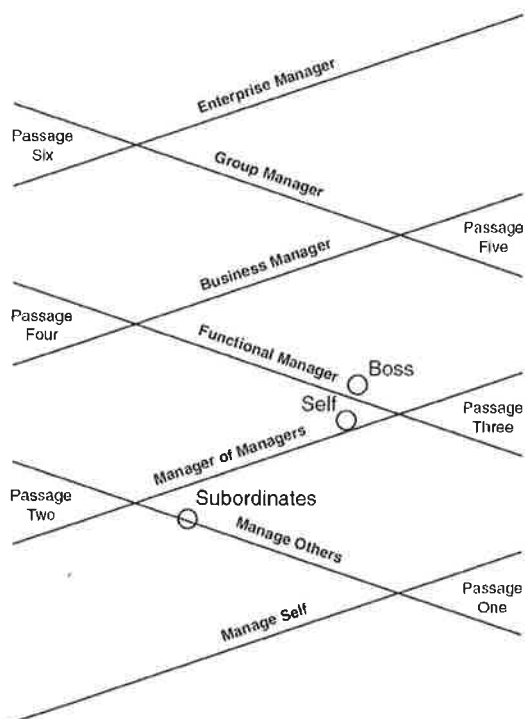 Enterprise Manager
Passage
Six
Group Manager
Passage
Five
Business Manager
Passage
Four
Functional Manager
Boss
Self
Passage
Three
Manager of Managers
Passage
Two
Subordinates
Manage Others
Passage
One
Manage Self